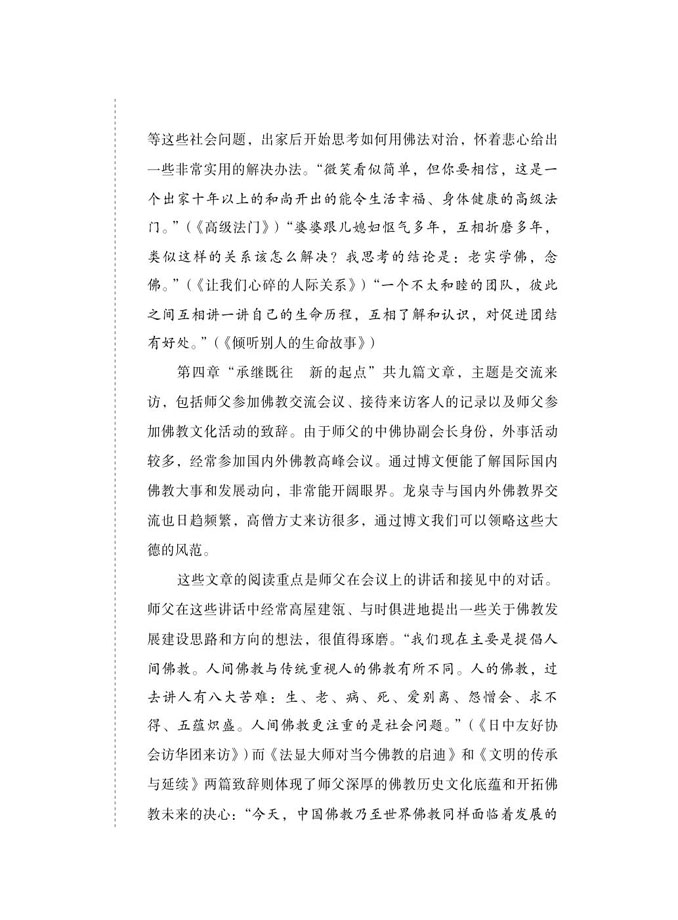 等这些社会问题，出家后开始思考如何用佛法对治，怀着悲心给出
一些非常实用的解决办法。“微笑看似简单，但你要相信，这是一
个出家十年以上的和尚开出的能令生活幸福、身体健康的高级法
门。”（《高级法门》）“婆婆跟儿媳妇怄气多年，互相折磨多年，
类似这样的关系该怎么解决？我思考的结论是：老实学佛，念
佛。”（《让我们心碎的人际关系》）“一个不太和睦的团队，彼此
之间互相讲一讲自己的生命历程，互相了解和认识，对促进团结
有好处。”（《倾听别人的生命故事》）
第四章“承继既往　新的起点”共九篇文章，主题是交流来
访，包括师父参加佛教交流会议、接待来访客人的记录以及师父参
加佛教文化活动的致辞。由于师父的中佛协副会长身份，外事活动
较多，经常参加国内外佛教高峰会议。通过博文便能了解国际国内
佛教大事和发展动向，非常能开阔眼界。龙泉寺与国内外佛教界交
流也日趋频繁，高僧方丈来访很多，通过博文我们可以领略这些大
德的风范。
这些文章的阅读重点是师父在会议上的讲话和接见中的对话。
师父在这些讲话中经常高屋建瓴、与时俱进地提出一些关于佛教发
展建设思路和方向的想法，很值得琢磨。“我们现在主要是提倡人
间佛教。人间佛教与传统重视人的佛教有所不同。人的佛教，过
去讲人有八大苦难：生、老、病、死、爱别离、怨憎会、求不
得、五蕴炽盛。人间佛教更注重的是社会问题。”（《日中友好协
会访华团来访》）而《法显大师对当今佛教的启迪》和《文明的传承
与延续》两篇致辞则体现了师父深厚的佛教历史文化底蕴和开拓佛
教未来的决心：“今天，中国佛教乃至世界佛教同样面临着发展的